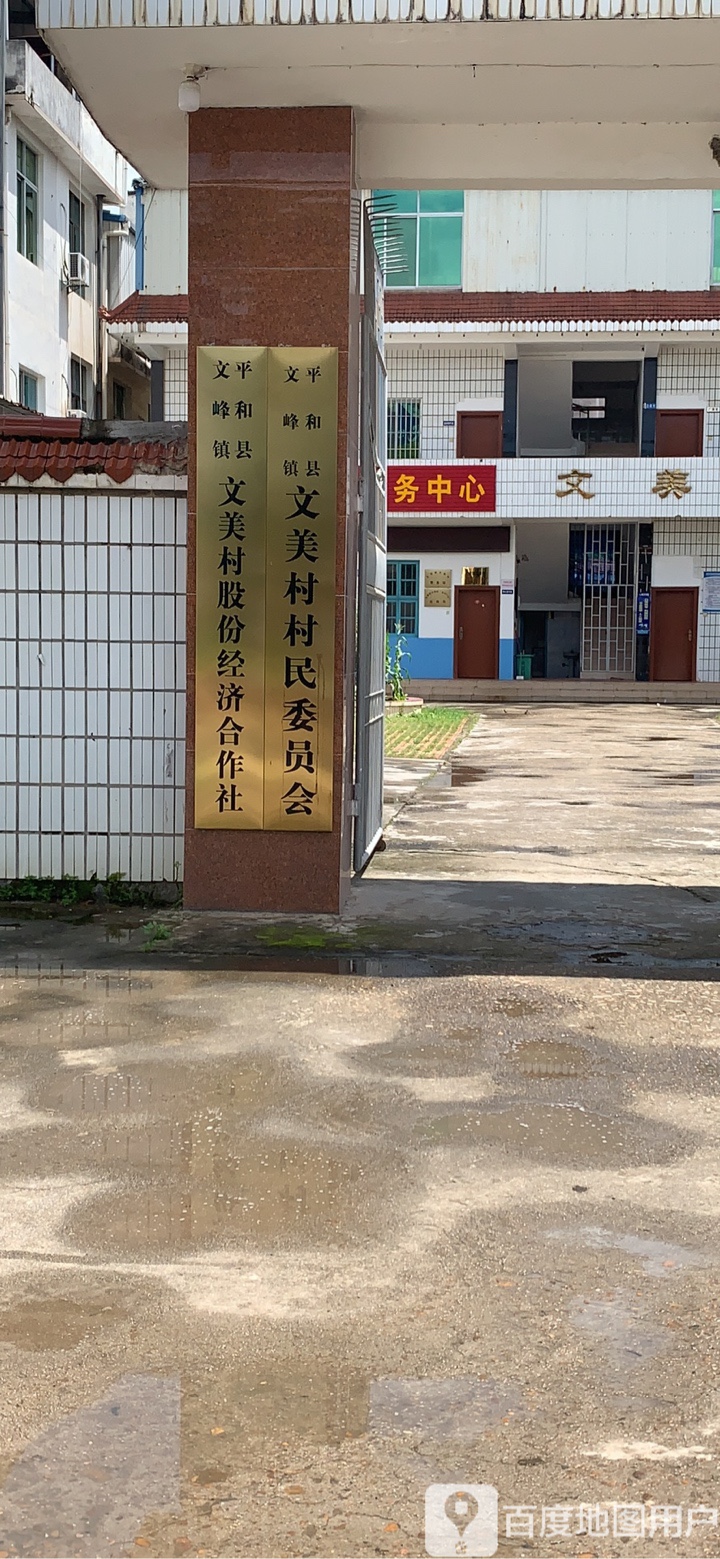 平和县
文峰镇
文美村村民委员会
平和县
文峰镇
文美村股份经济合作社
务中心
文美
百度地图用户